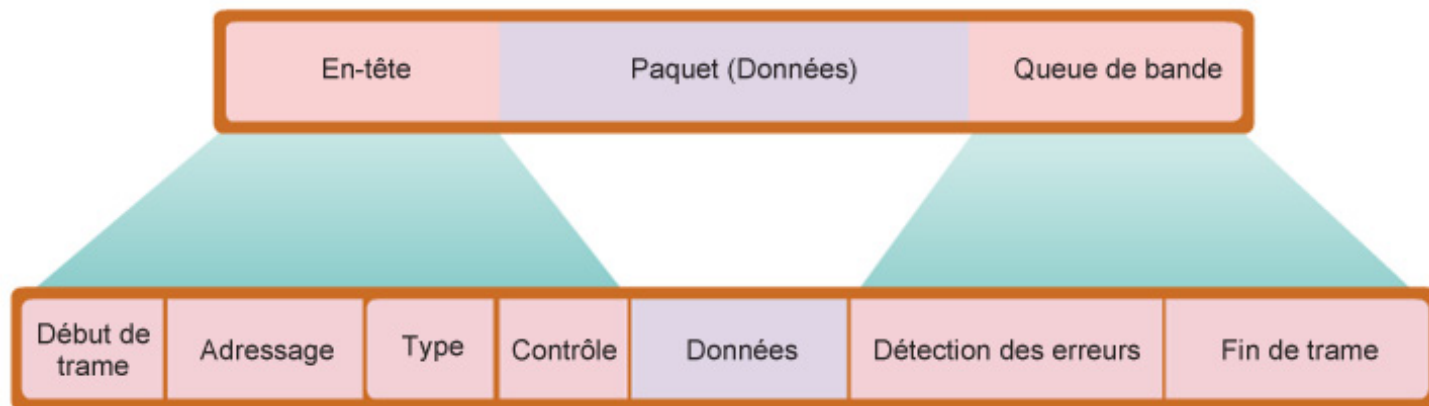 En-tête
Paquet (Données)
Queue de bande
Début de
trame
Adressage
Type
Contrôle
Données
Détection des erreurs
Fin de trame